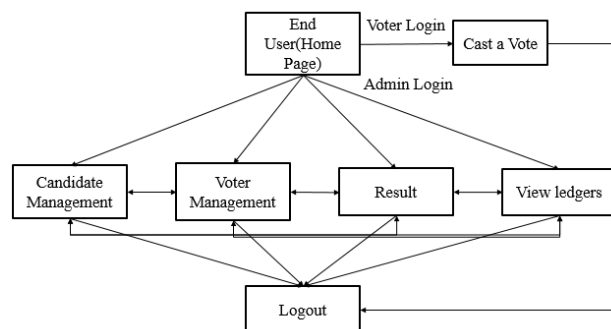 End
User(Home
Page)
Voter Login
Cast a Vote
Admin Login
Candidate
Management
Voter
Management
Result
View ledgers
Logout